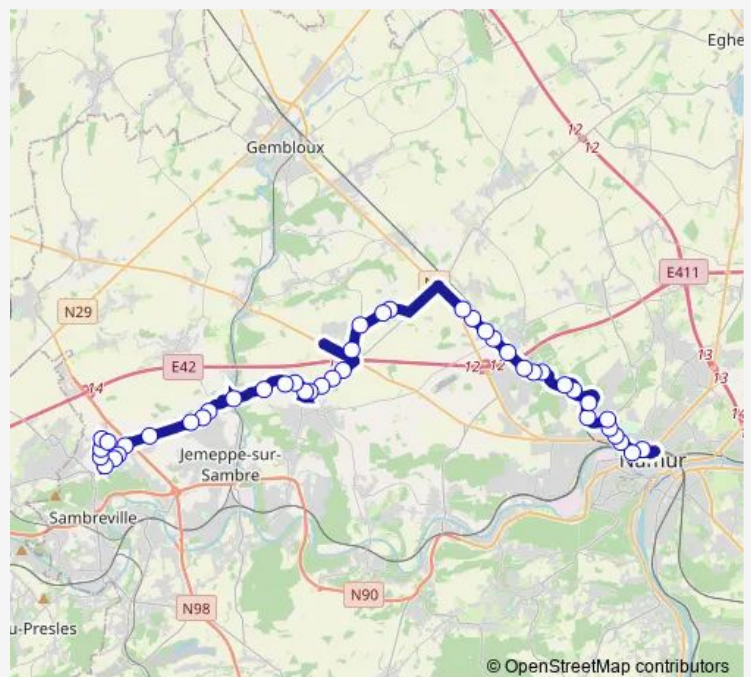 Eghe
12
12
Gembloux
E411
N29
E42
12
12
13
13
14
1
Jemeppe-sur-
Sambre
Namur
Sambreville
N90
N98
u-Presles
© OpenStreetMap contributors